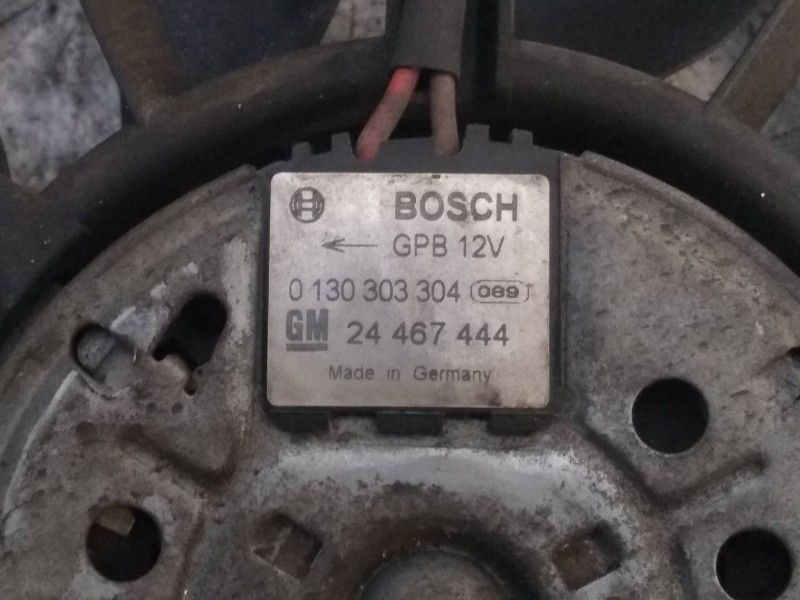 BOSCH
← GPB 12V
0 130 303 304 089
GM 24 467 444
Made in Germany